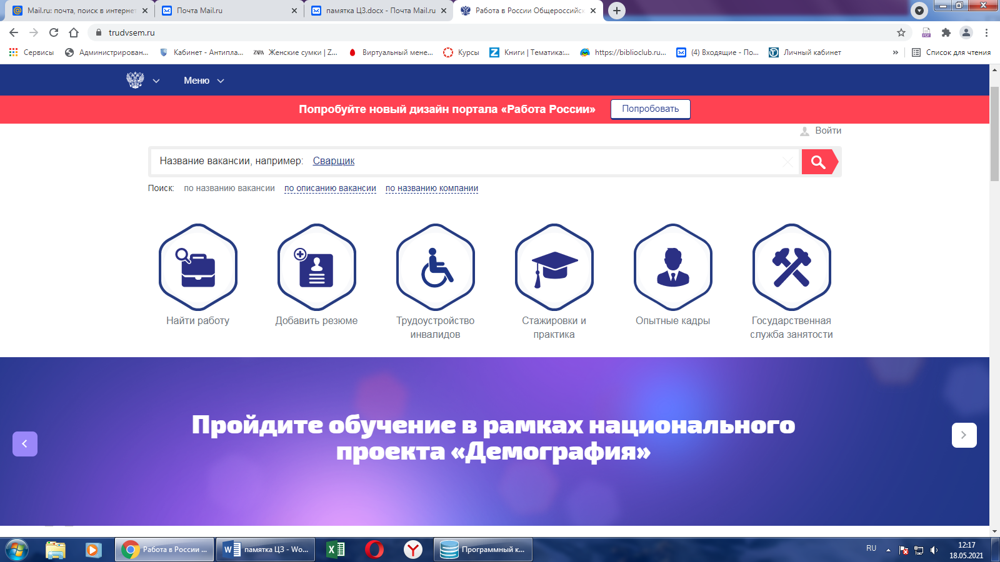 Mail.ru: почта, поиск в интернет
Почта Mail.ru
памятка ЦЗ.docx - Почта Mail.ru
Работа в России Общероссийск
trudvsem.ru
Сервисы
Администрирован...
Кабинет - Антипла...
ZARA
Женские сумки | Z...
Виртуальный мене...
Курсы
Книги | Тематика:...
https://biblioclub.ru...
(4) Входящие - По...
Личный кабинет
»
Список для чтения
Меню
Попробуйте новый дизайн портала «Работа России»
Попробовать
Войти
Название вакансии, например: Сварщик
Поиск: по названию вакансии по описанию вакансии по названию компании
Найти работу
Добавить резюме
Трудоустройство
инвалидов
Стажировки и
практика
Опытные кадры
Государственная
служба занятости
Пройдите обучение в рамках национального
проекта «Демография»
Работа в России ...
памятка ЦЗ - Wo...
Программный к...
RU
12:17
18.05.2021